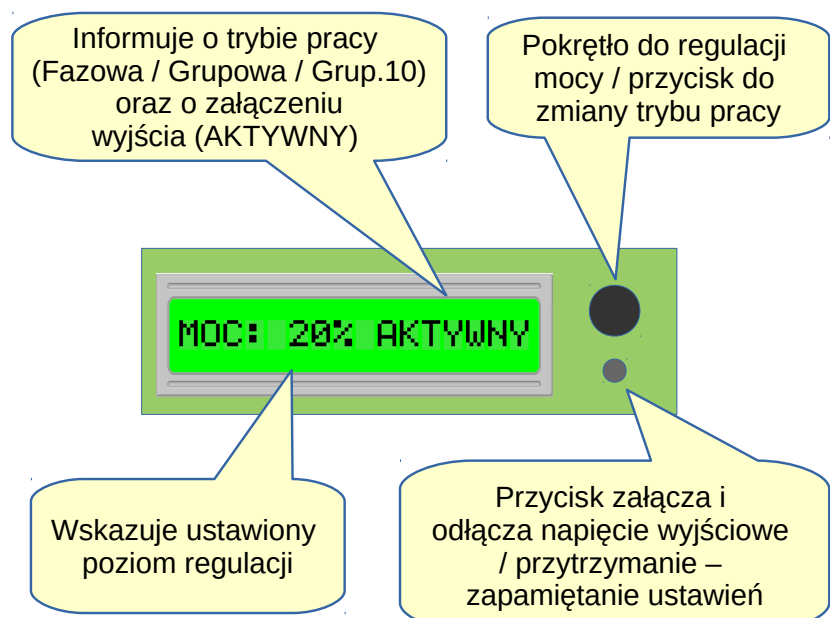 Informuje o trybie pracy
(Fazowa / Grupowa / Grup.10)
oraz o załączeniu
wyjścia (AKTYWNY)
Pokrętło do regulacji
mocy / przycisk do
zmiany trybu pracy
MOC: 20% AKTYWNY
Wskazuje ustawiony
poziom regulacji
Przycisk załącza i
odłącza napięcie wyjściowe
/ przytrzymanie –
zapamiętanie ustawień